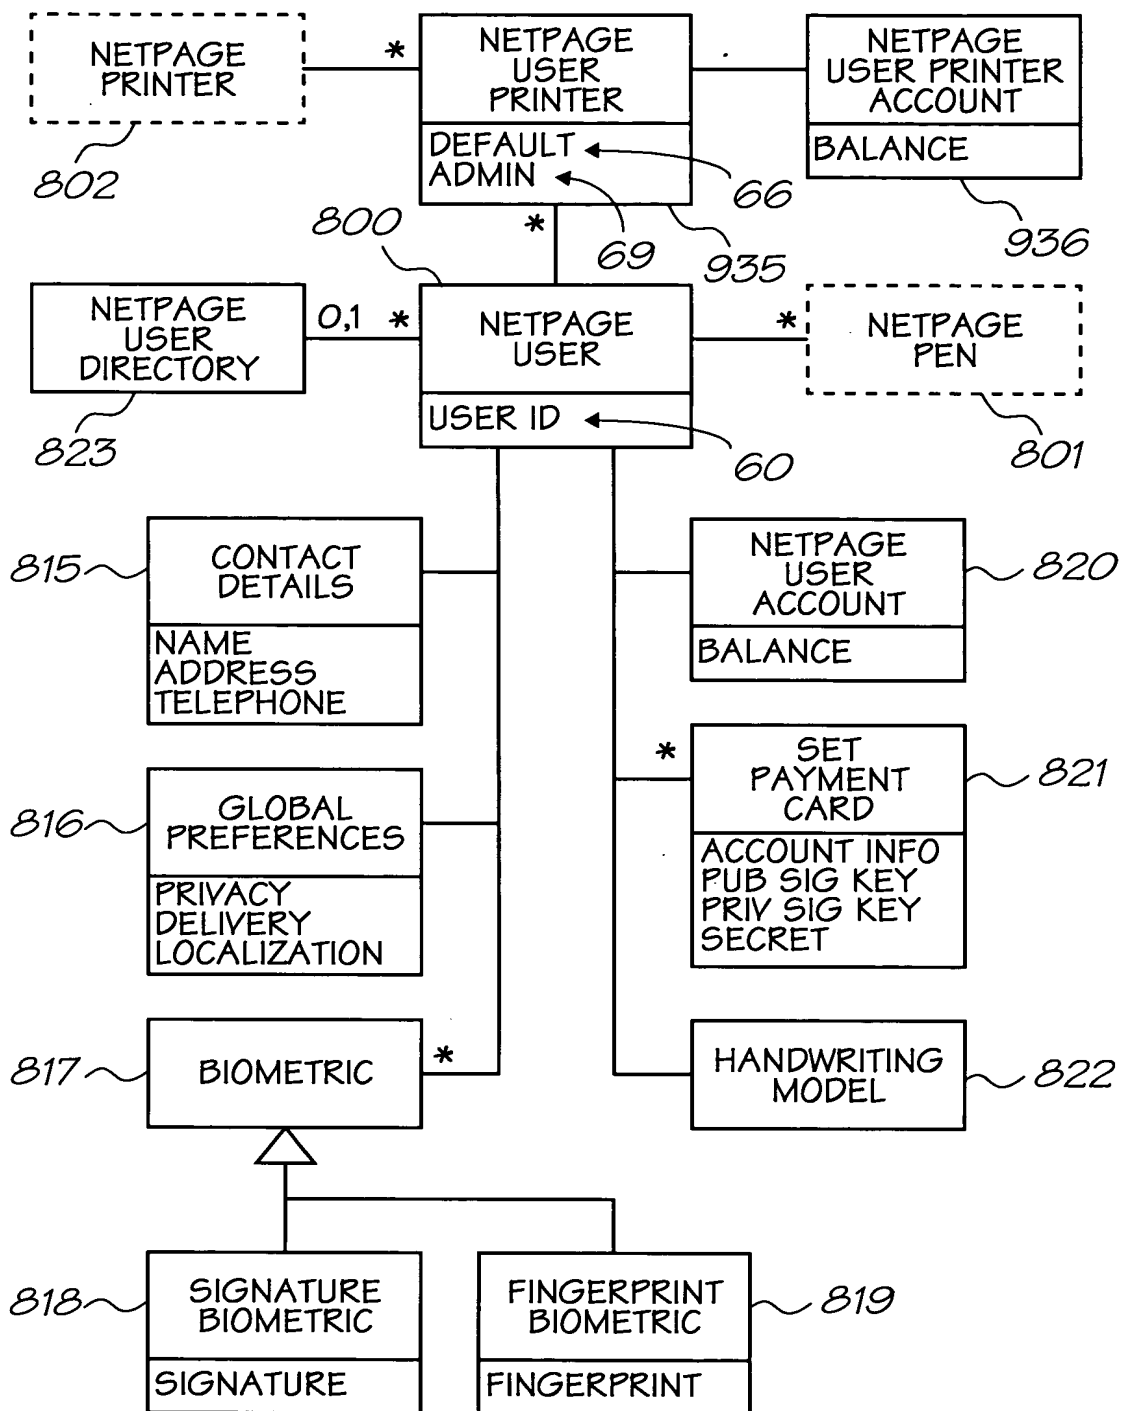 NETPAGE
PRINTER
802
*
NETPAGE
USER
PRINTER
DEFAULT
ADMIN
66
69
935
NETPAGE
USER PRINTER
ACCOUNT
BALANCE
936
*
800
NETPAGE
USER
DIRECTORY
823
0,1 *
NETPAGE
USER
USER ID
60
*
NETPAGE
PEN
801
815
CONTACT
DETAILS
NAME
ADDRESS
TELEPHONE
NETPAGE
USER
ACCOUNT
BALANCE
820
816
GLOBAL
PREFERENCES
PRIVACY
DELIVERY
LOCALIZATION
*
SET
PAYMENT
CARD
ACCOUNT INFO
PUB SIG KEY
PRIV SIG KEY
SECRET
821
817
BIOMETRIC
*
HANDWRITING
MODEL
822
818
SIGNATURE
BIOMETRIC
SIGNATURE
FINGERPRINT
BIOMETRIC
FINGERPRINT
819